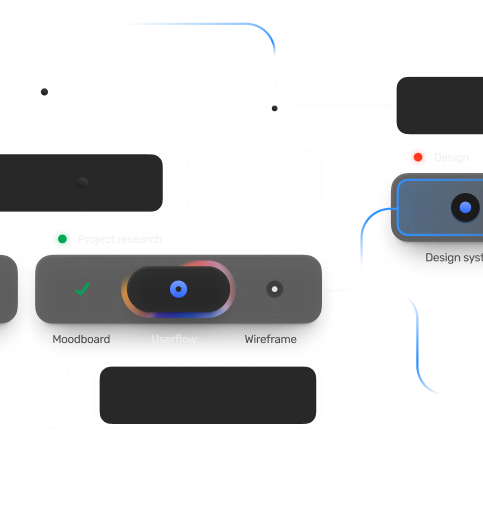 Design
Project research
Design syst
Moodboard
Userflow
Wireframe